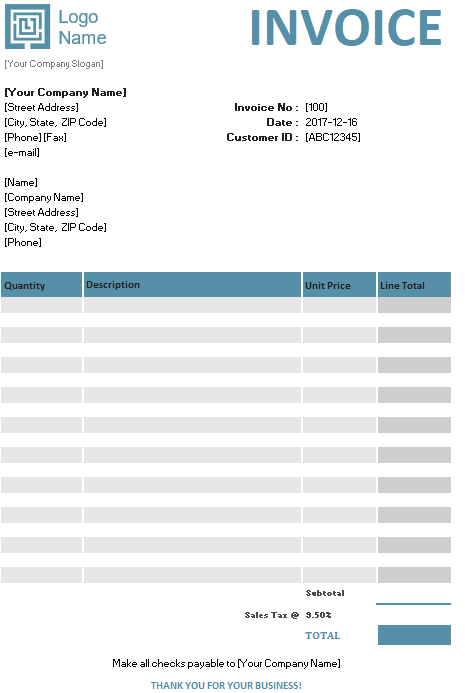 Logo
Name
INVOICE
[Your Company Slogan]
[Your Company Name]
[Street Address]
Invoice No : [100]
[City, State, ZIP Code]
Date : 2017-12-16
[Phone] [Fax]
Customer ID : [ABC12345]
[e-mail]
[Name]
[Company Name]
[Street Address]
[City, State, ZIP Code]
[Phone]
Quantity Description Unit Price Line Total
Subtotal
Sales Tax @ 9.50%
TOTAL
Make all checks payable to [Your Company Name]
THANK YOU FOR YOUR BUSINESS!